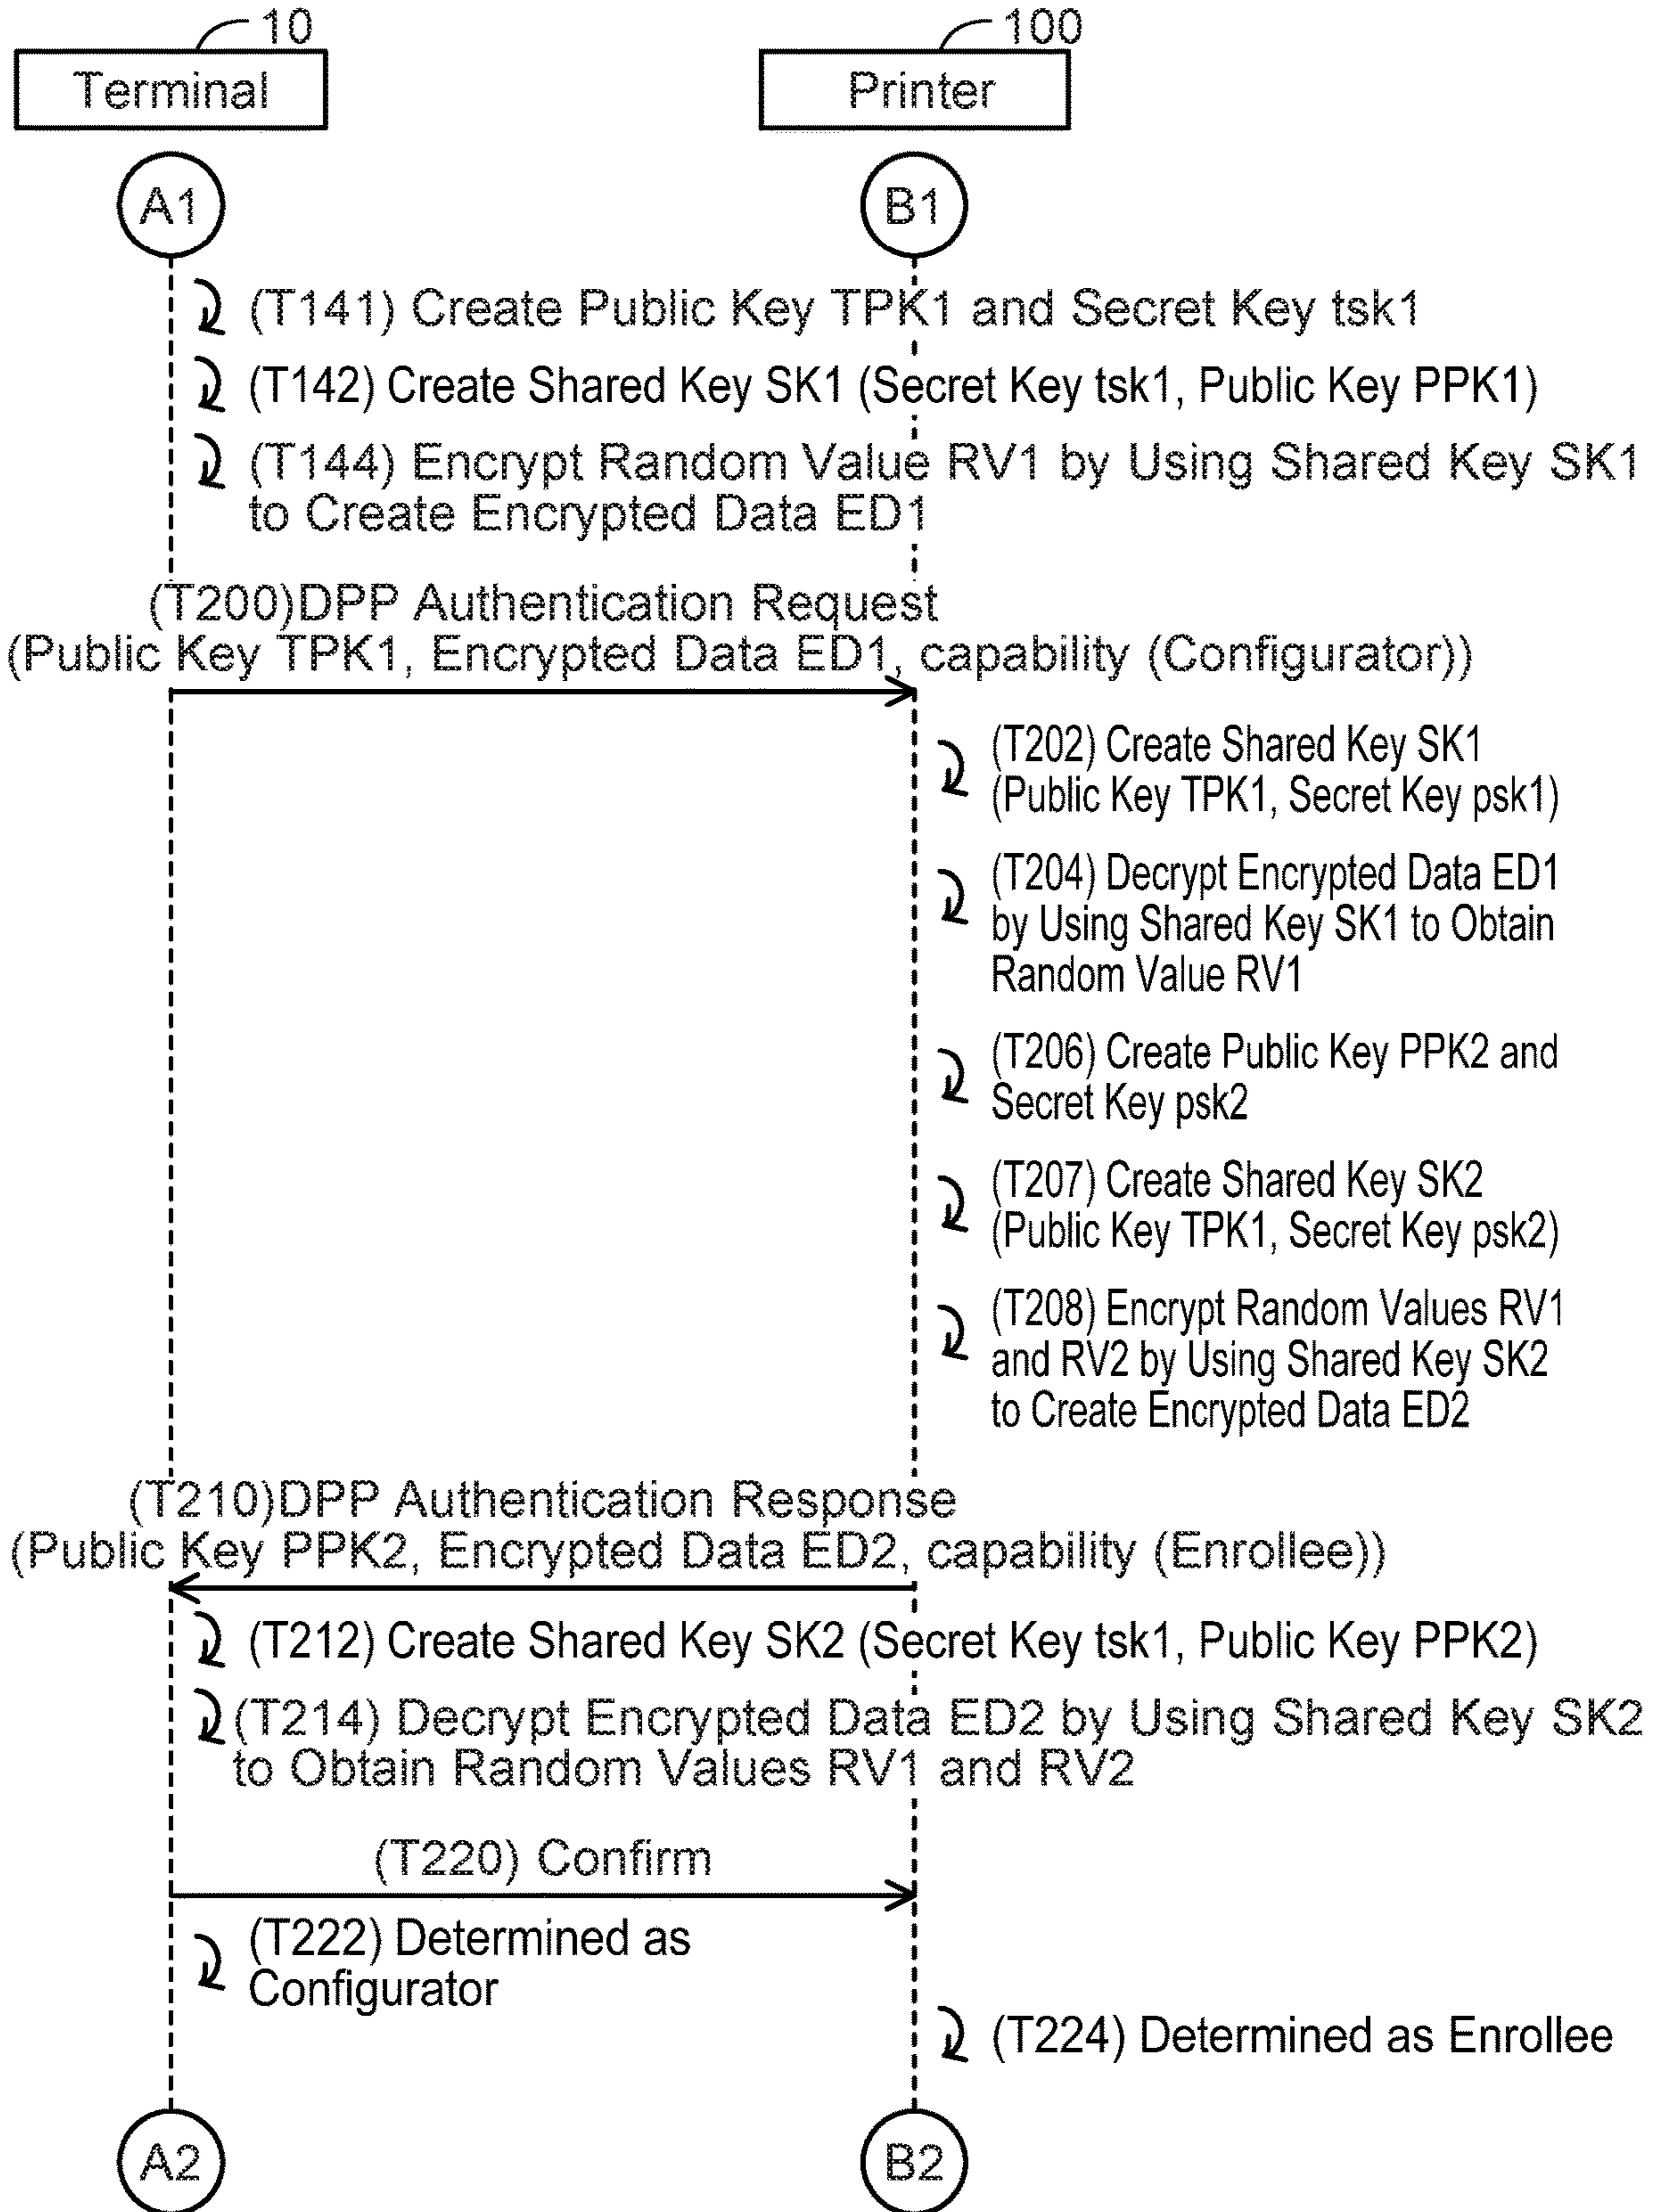 10
100
Terminal
Printer
A1
B1
(T141) Create Public Key TPK1 and Secret Key tsk1
(T142) Create Shared Key SK1 (Secret Key tsk1, Public Key PPK1)
(T144) Encrypt Random Value RV1 by Using Shared Key SK1
to Create Encrypted Data ED1
(T200)DPP Authentication Request
(Public Key TPK1, Encrypted Data ED1, capability (Configurator))
(T202) Create Shared Key SK1
(Public Key TPK1, Secret Key psk1)
(T204) Decrypt Encrypted Data ED1
by Using Shared Key SK1 to Obtain
Random Value RV1
(T206) Create Public Key PPK2 and
Secret Key psk2
(T207) Create Shared Key SK2
(Public Key TPK1, Secret Key psk2)
(T208) Encrypt Random Values RV1
and RV2 by Using Shared Key SK2
to Create Encrypted Data ED2
(T210)DPP Authentication Response
(Public Key PPK2, Encrypted Data ED2, capability (Enrollee))
(T212) Create Shared Key SK2 (Secret Key tsk1, Public Key PPK2)
(T214) Decrypt Encrypted Data ED2 by Using Shared Key SK2
to Obtain Random Values RV1 and RV2
(T220) Confirm
(T222) Determined as
Configurator
(T224) Determined as Enrollee
A2
B2